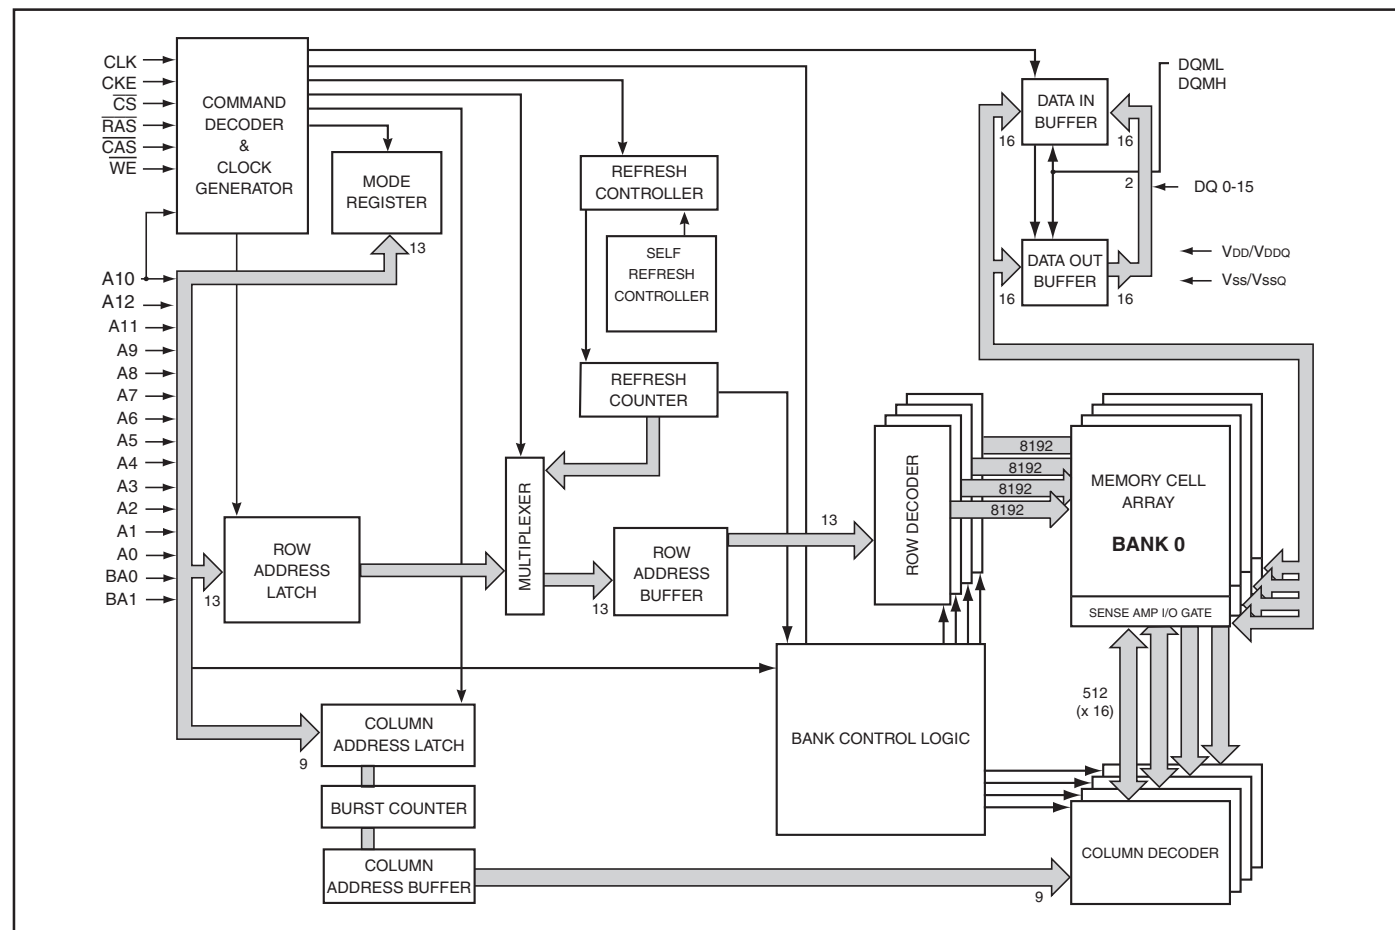 CLK
CKE
CS
RAS
CAS
WE
A10
A12
A11
A9
A8
A7
A6
A5
A4
A3
A2
A1
A0
BA0
BA1
COMMAND
DECODER
&
CLOCK
GENERATOR
MODE
REGISTER
13
REFRESH
CONTROLLER
SELF
REFRESH
CONTROLLER
REFRESH
COUNTER
MULTIPLEXER
ROW
ADDRESS
LATCH
13
ROW
ADDRESS
BUFFER
13
13
ROW DECODER
8192
8192
8192
8192
MEMORY CELL
ARRAY
BANK 0
SENSE AMP I/O GATE
DATA IN
BUFFER
16
16
DQML
DQMH
2
DQ 0-15
DATA OUT
BUFFER
16
16
VDD/VDDQ
Vss/VssQ
512
(x 16)
BANK CONTROL LOGIC
COLUMN
ADDRESS LATCH
9
BURST COUNTER
COLUMN
ADDRESS BUFFER
9
COLUMN DECODER